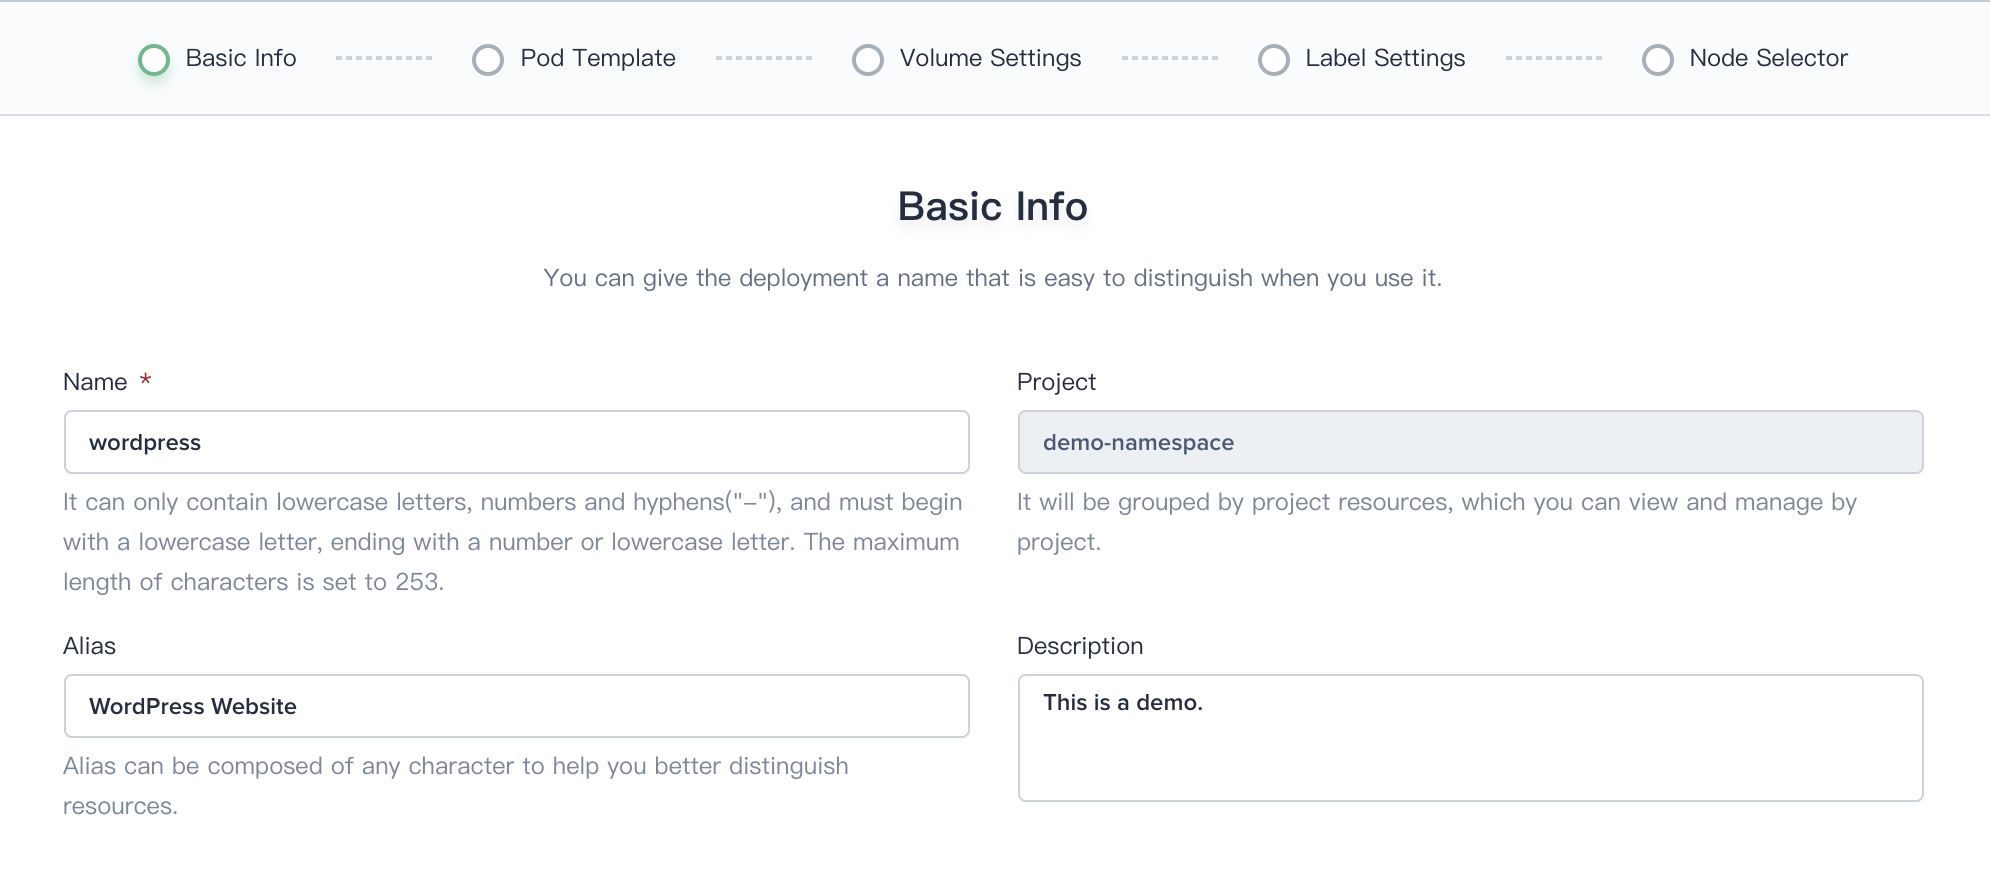 Basic Info
Pod Template
Volume Settings
Label Settings
Node Selector
Basic Info
You can give the deployment a name that is easy to distinguish when you use it.
Name *
wordpress
It can only contain lowercase letters, numbers and hyphens("-"), and must begin
with a lowercase letter, ending with a number or lowercase letter. The maximum
length of characters is set to 253.
Project
demo-namespace
It will be grouped by project resources, which you can view and manage by
project.
Alias
WordPress Website
Alias can be composed of any character to help you better distinguish
resources.
Description
This is a demo.